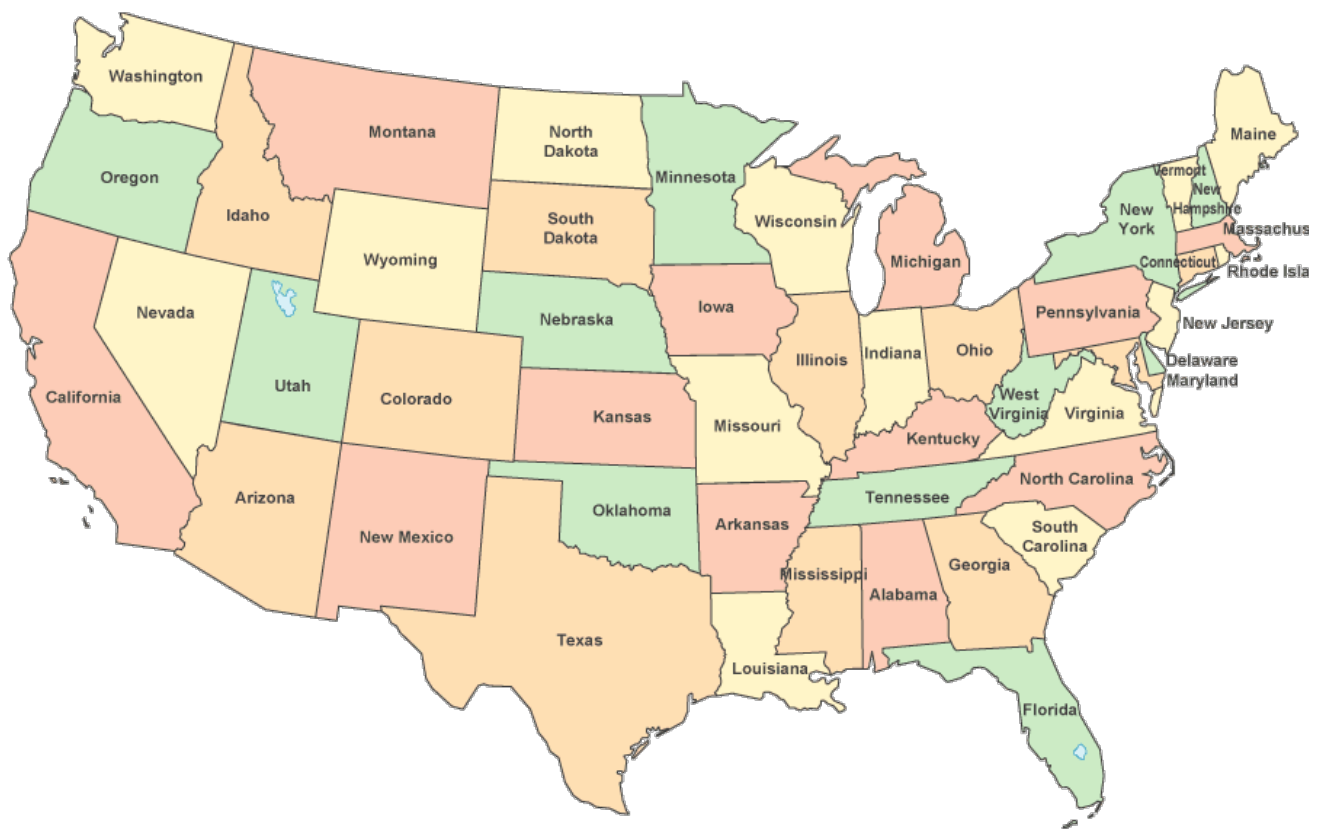 Washington
Oregon
California
Nevada
Idaho
Montana
Wyoming
Utah
Colorado
Arizona
New Mexico
North
Dakota
South
Dakota
Nebraska
Kansas
Oklahoma
Texas
Minnesota
Iowa
Missouri
Arkansas
Louisiana
Wisconsin
Illinois
Michigan
Indiana
Ohio
Kentucky
Tennessee
Mississippi
Alabama
Georgia
Florida
South
Carolina
North Carolina
Virginia
West
Virginia
Pennsylvania
New
York
Vermont
New
Hampshire
Maine
Massachus
Connecticut
Rhode Isla
New Jersey
Delaware
Maryland